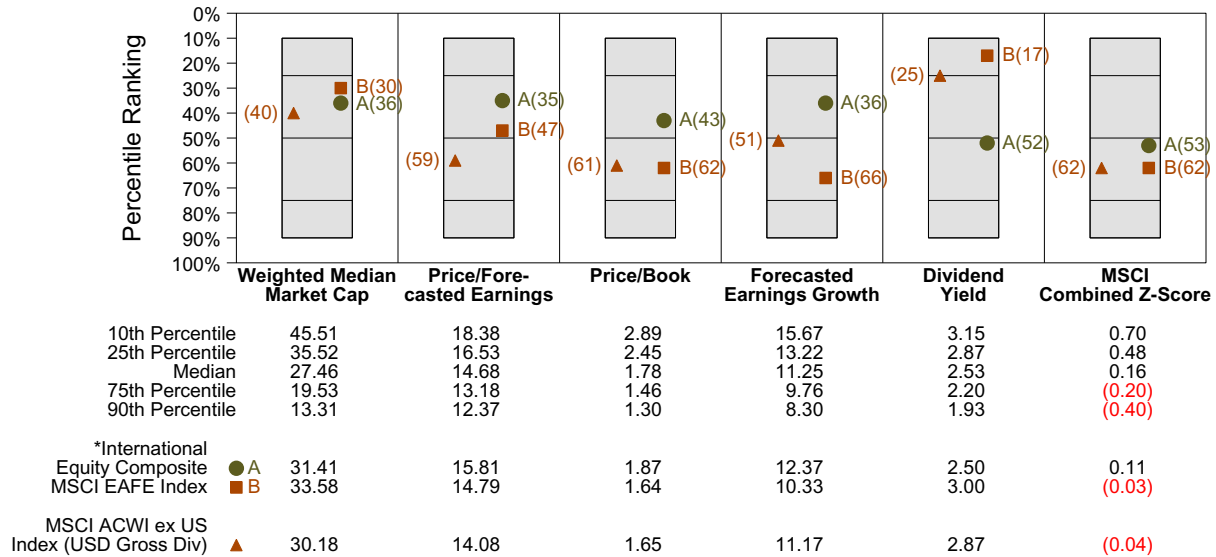 Percentile Ranking
0%
10%
20%
30%
40%
50%
60%
70%
80%
90%
100%
(40)
B(30)
A(36)
(59)
A(35)
B(47)
(61)
A(43)
B(62)
(51)
A(36)
B(66)
(25)
B(17)
A(52)
(62)
A(53)
B(62)
Weighted Median
Market Cap
Price/Fore-
casted Earnings
Price/Book
Forecasted
Earnings Growth
Dividend
Yield
MSCI
Combined Z-Score
10th Percentile 45.51 18.38 2.89 15.67 3.15 0.70
25th Percentile 35.52 16.53 2.45 13.22 2.87 0.48
Median 27.46 14.68 1.78 11.25 2.53 0.16
75th Percentile 19.53 13.18 1.46 9.76 2.20 (0.20)
90th Percentile 13.31 12.37 1.30 8.30 1.93 (0.40)
*International
Equity Composite A 31.41 15.81 1.87 12.37 2.50 0.11
MSCI EAFE Index B 33.58 14.79 1.64 10.33 3.00 (0.03)
MSCI ACWI ex US
Index (USD Gross Div) 30.18 14.08 1.65 11.17 2.87 (0.04)